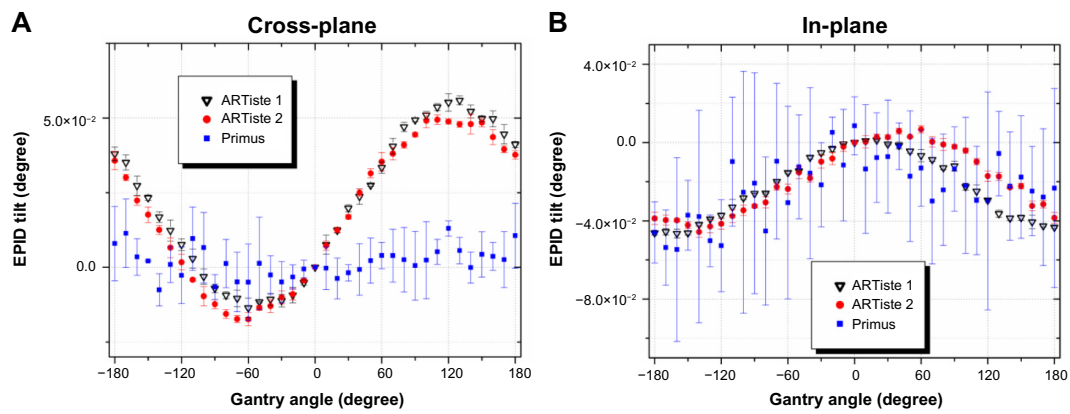 A
Cross-plane
EPID tilt (degree)
5.0×10⁻²
0.0
ARTiste 1
ARTiste 2
Primus
−180 −120 −60 0 60 120 180
Gantry angle (degree)
B
In-plane
EPID tilt (degree)
4.0×10⁻²
0.0
−4.0×10⁻²
−8.0×10⁻²
ARTiste 1
ARTiste 2
Primus
−180 −120 −60 0 60 120 180
Gantry angle (degree)